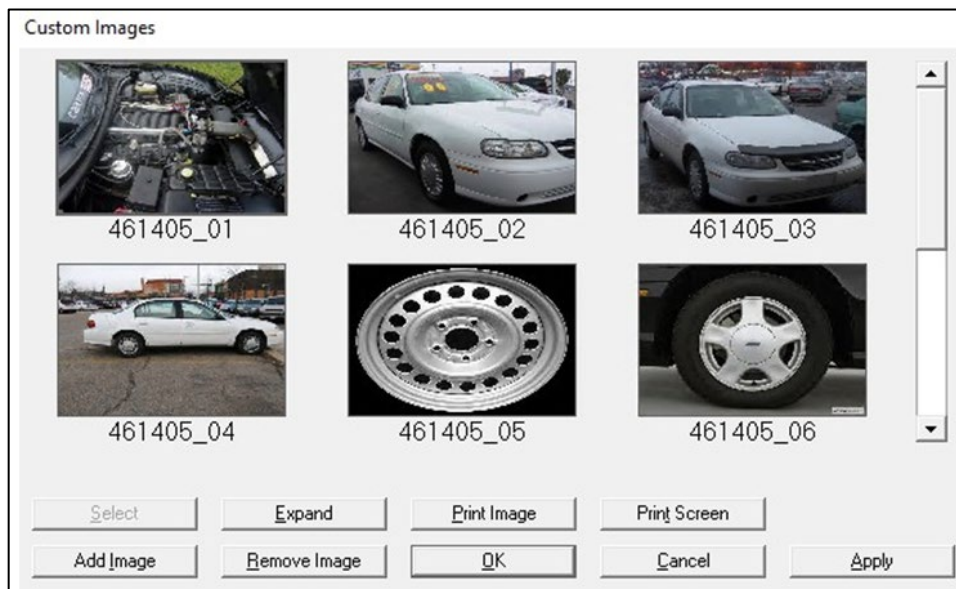 Custom Images
461405_01 461405_02 461405_03
461405_04 461405_05 461405_06
Select Expand Print Image Print Screen
Add Image Remove Image OK Cancel Apply